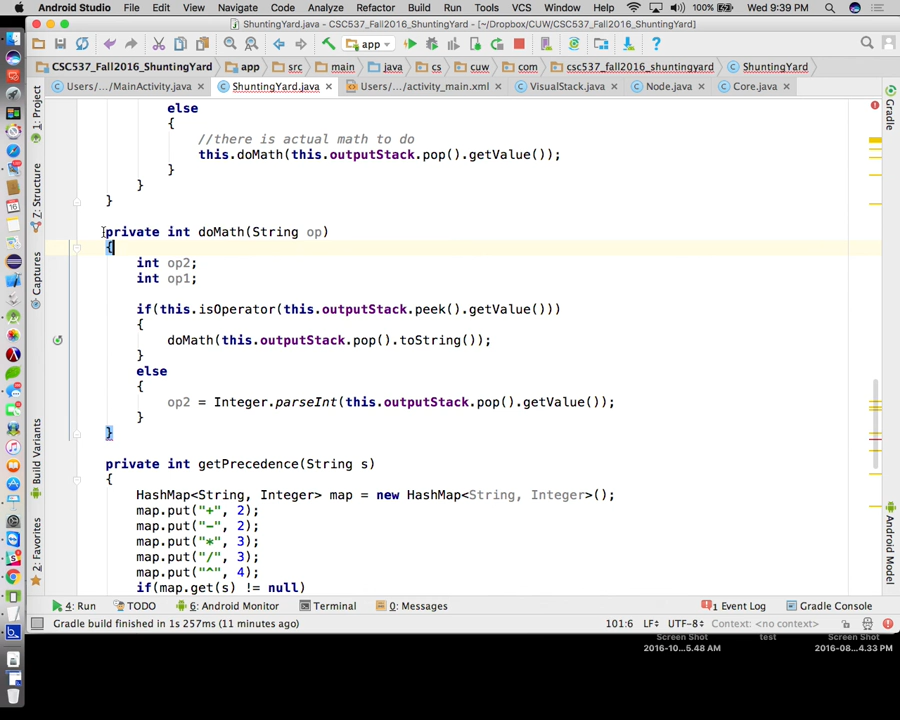 Android Studio File Edit View Navigate Code Analyze Refactor Build Run Tools VCS Window Help 100% Wed 9:39 PM
ShuntingYard.java - CSC537_Fall2016_ShuntingYard - [~/Dropbox/CUW/CSC537_Fall2016_ShuntingYard]
app
CSC537_Fall2016_ShuntingYard app src main java cs cuw com csc537_fall2016_shuntingyard ShuntingYard
Users/.../MainActivity.java ShuntingYard.java Users/.../activity_main.xml VisualStack.java Node.java Core.java
1: Project
Z: Structure
Captures
Build Variants
2: Favorites
Gradle
Android Model
else
{
//there is actual math to do
this.doMath(this.outputStack.pop().getValue());
}
}
}
private int doMath(String op)
{
int op2;
int op1;
if(this.isOperator(this.outputStack.peek().getValue()))
{
doMath(this.outputStack.pop().toString());
}
else
{
op2 = Integer.parseInt(this.outputStack.pop().getValue());
}
}
private int getPrecedence(String s)
{
HashMap<String, Integer> map = new HashMap<String, Integer>();
map.put("+", 2);
map.put("-", 2);
map.put("*", 3);
map.put("/", 3);
map.put("^", 4);
if(map.get(s) != null)
4: Run TODO 6: Android Monitor Terminal 0: Messages 1 Event Log Gradle Console
Gradle build finished in 1s 257ms (11 minutes ago) 101:6 LF÷ UTF-8÷ Context: <no context>
Screen Shot
2016-10...5.48 AM
test
Screen Shot
2016-08...4.33 PM